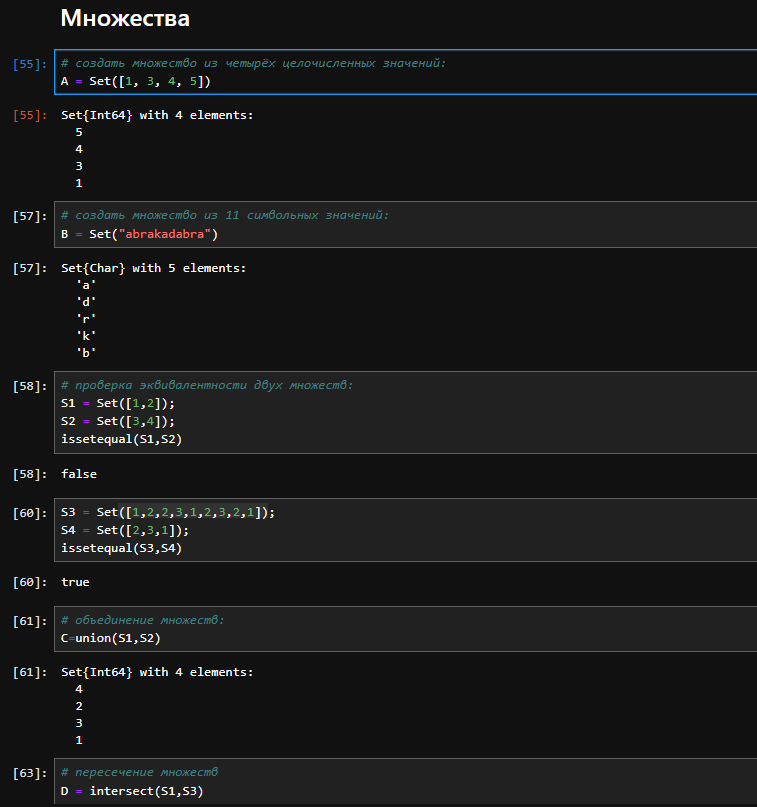 Множества
[55]: # создать множество из четырёх целочисленных значений:
A = Set([1, 3, 4, 5])
[55]: Set{Int64} with 4 elements:
5
4
3
1
[57]: # создать множество из 11 символьных значений:
B = Set("abrakadabra")
[57]: Set{Char} with 5 elements:
'a'
'd'
'r'
'k'
'b'
[58]: # проверка эквивалентности двух множеств:
S1 = Set([1,2]);
S2 = Set([3,4]);
issetequal(S1,S2)
[58]: false
[60]: S3 = Set([1,2,2,3,1,2,3,2,1]);
S4 = Set([2,3,1]);
issetequal(S3,S4)
[60]: true
[61]: # объединение множеств:
C=union(S1,S2)
[61]: Set{Int64} with 4 elements:
4
2
3
1
[63]: # пересечение множеств
D = intersect(S1,S3)